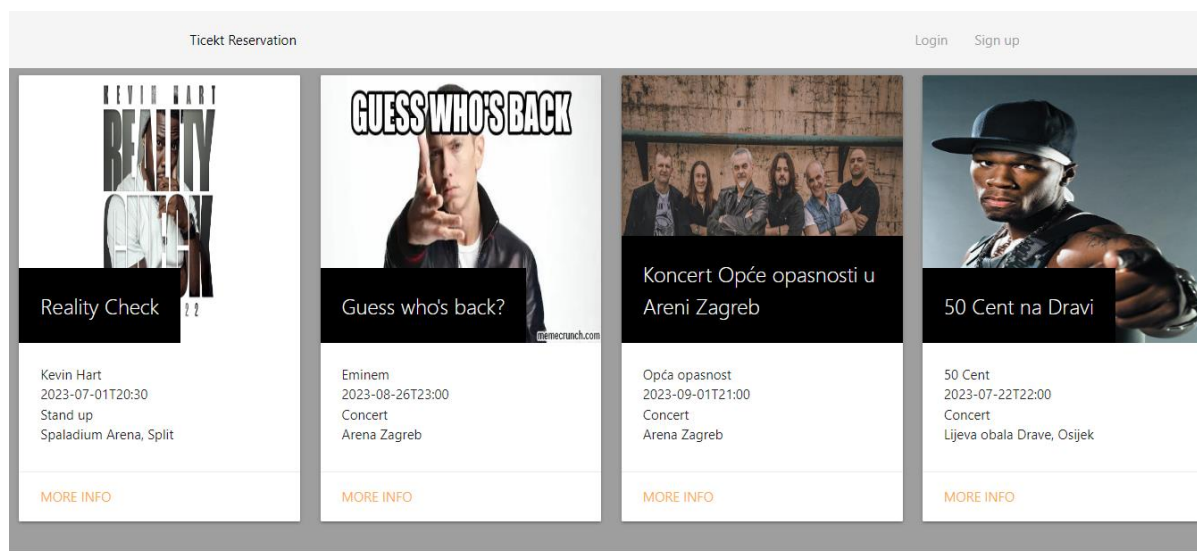 Ticekt Reservation
Login
Sign up
KEVIN HART
REALITY
CHECK
22
Reality Check
Kevin Hart
2023-07-01T20:30
Stand up
Spaladium Arena, Split
MORE INFO
GUESS WHO'S BACK
memecrunch.com
Guess who's back?
Eminem
2023-08-26T23:00
Concert
Arena Zagreb
MORE INFO
Koncert Opće opasnosti u
Areni Zagreb
Opća opasnost
2023-09-01T21:00
Concert
Arena Zagreb
MORE INFO
50 Cent na Dravi
50 Cent
2023-07-22T22:00
Concert
Lijeva obala Drave, Osijek
MORE INFO